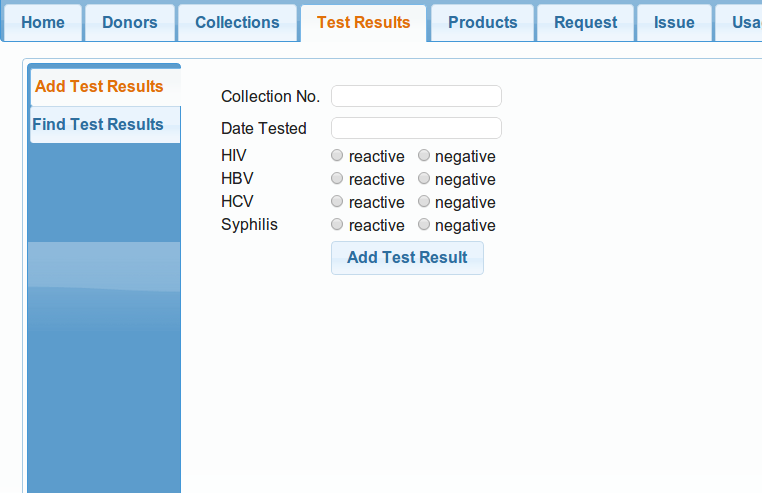 Home Donors Collections Test Results Products Request Issue
Add Test Results
Find Test Results
Collection No.
Date Tested
HIV reactive negative
HBV reactive negative
HCV reactive negative
Syphilis reactive negative
Add Test Result